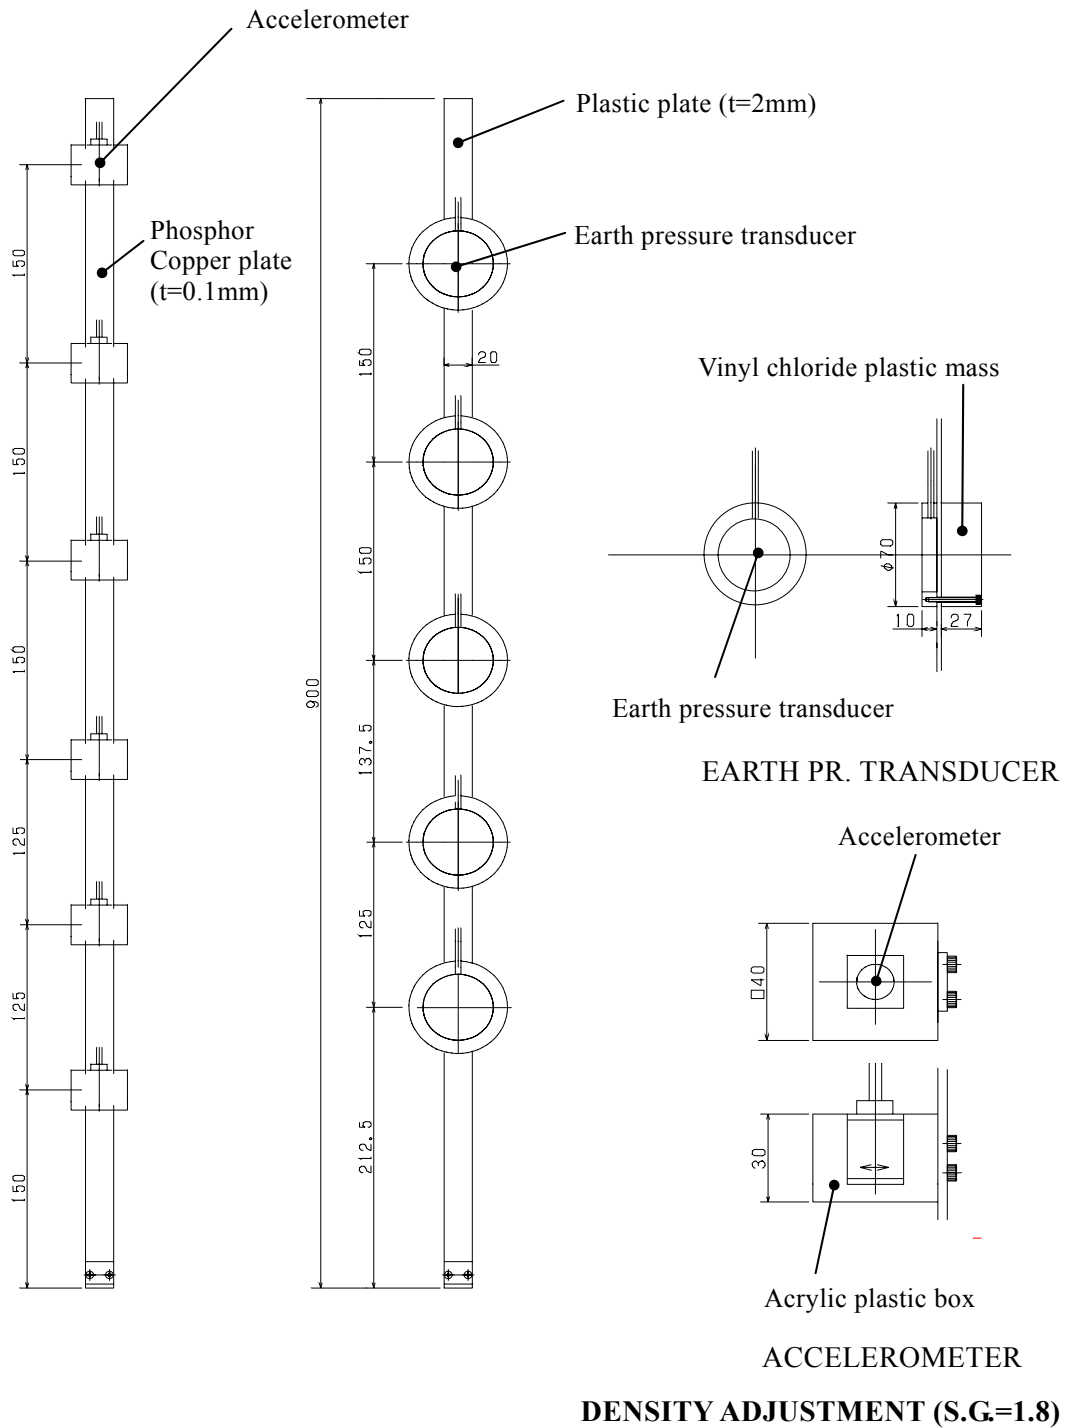 Accelerometer
Plastic plate (t=2mm)
Phosphor
Copper plate
(t=0.1mm)
Earth pressure transducer
150
150
150
125
125
150
900
20
150
150
137.5
125
212.5
Vinyl chloride plastic mass
φ70
10
27
Earth pressure transducer
EARTH PR. TRANSDUCER
Accelerometer
□40
30
Acrylic plastic box
ACCELEROMETER
DENSITY ADJUSTMENT (S.G.=1.8)